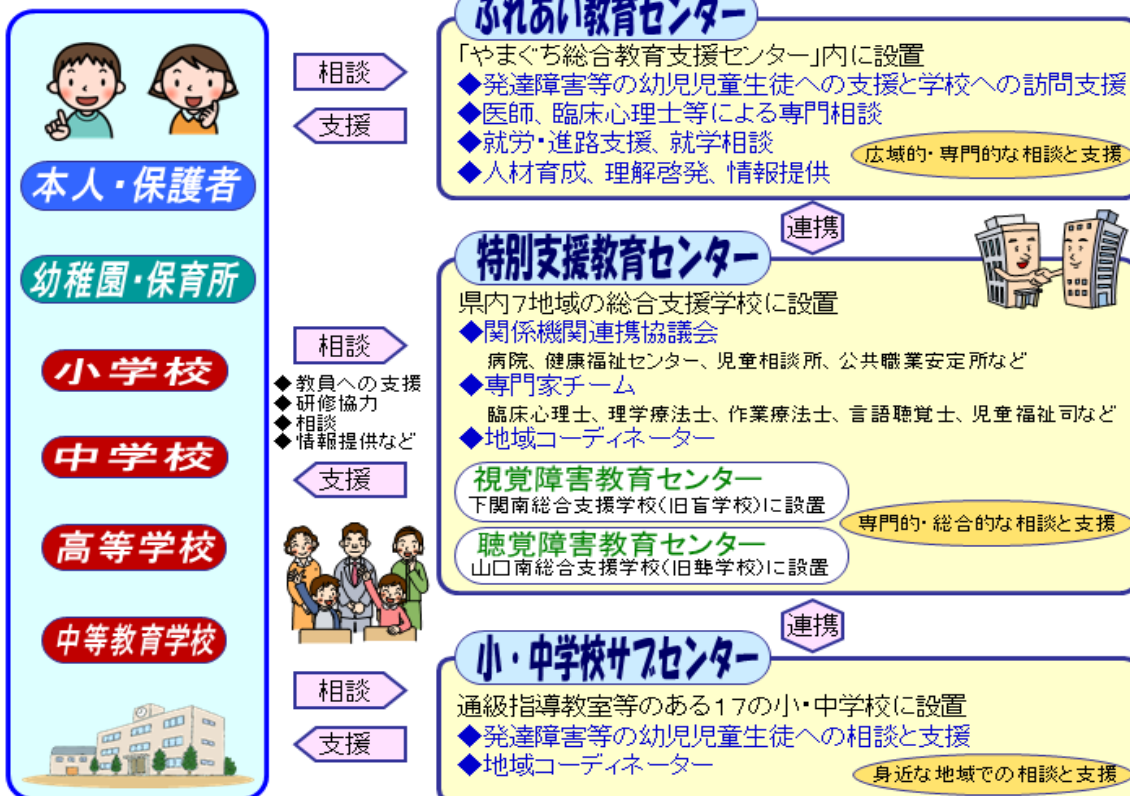 本人・保護者
幼稚園・保育所
小学校
中学校
高等学校
中等教育学校
相談
支援
相談
◆教員への支援
◆研修協力
◆相談
◆情報提供など
支援
相談
支援
ふれあい教育センター
「やまぐち総合教育支援センター」内に設置
◆発達障害等の幼児児童生徒への支援と学校への訪問支援
◆医師、臨床心理士等による専門相談
◆就労・進路支援、就学相談
◆人材育成、理解啓発、情報提供
広域的・専門的な相談と支援
連携
特別支援教育センター
県内7地域の総合支援学校に設置
◆関係機関連携協議会
病院、健康福祉センター、児童相談所、公共職業安定所など
◆専門家チーム
臨床心理士、理学療法士、作業療法士、言語聴覚士、児童福祉司など
◆地域コーディネーター
視覚障害教育センター
下関南総合支援学校(旧盲学校)に設置
聴覚障害教育センター
山口南総合支援学校(旧聾学校)に設置
専門的・総合的な相談と支援
連携
小・中学校サブセンター
通級指導教室等のある17の小・中学校に設置
◆発達障害等の幼児児童生徒への相談と支援
◆地域コーディネーター
身近な地域での相談と支援